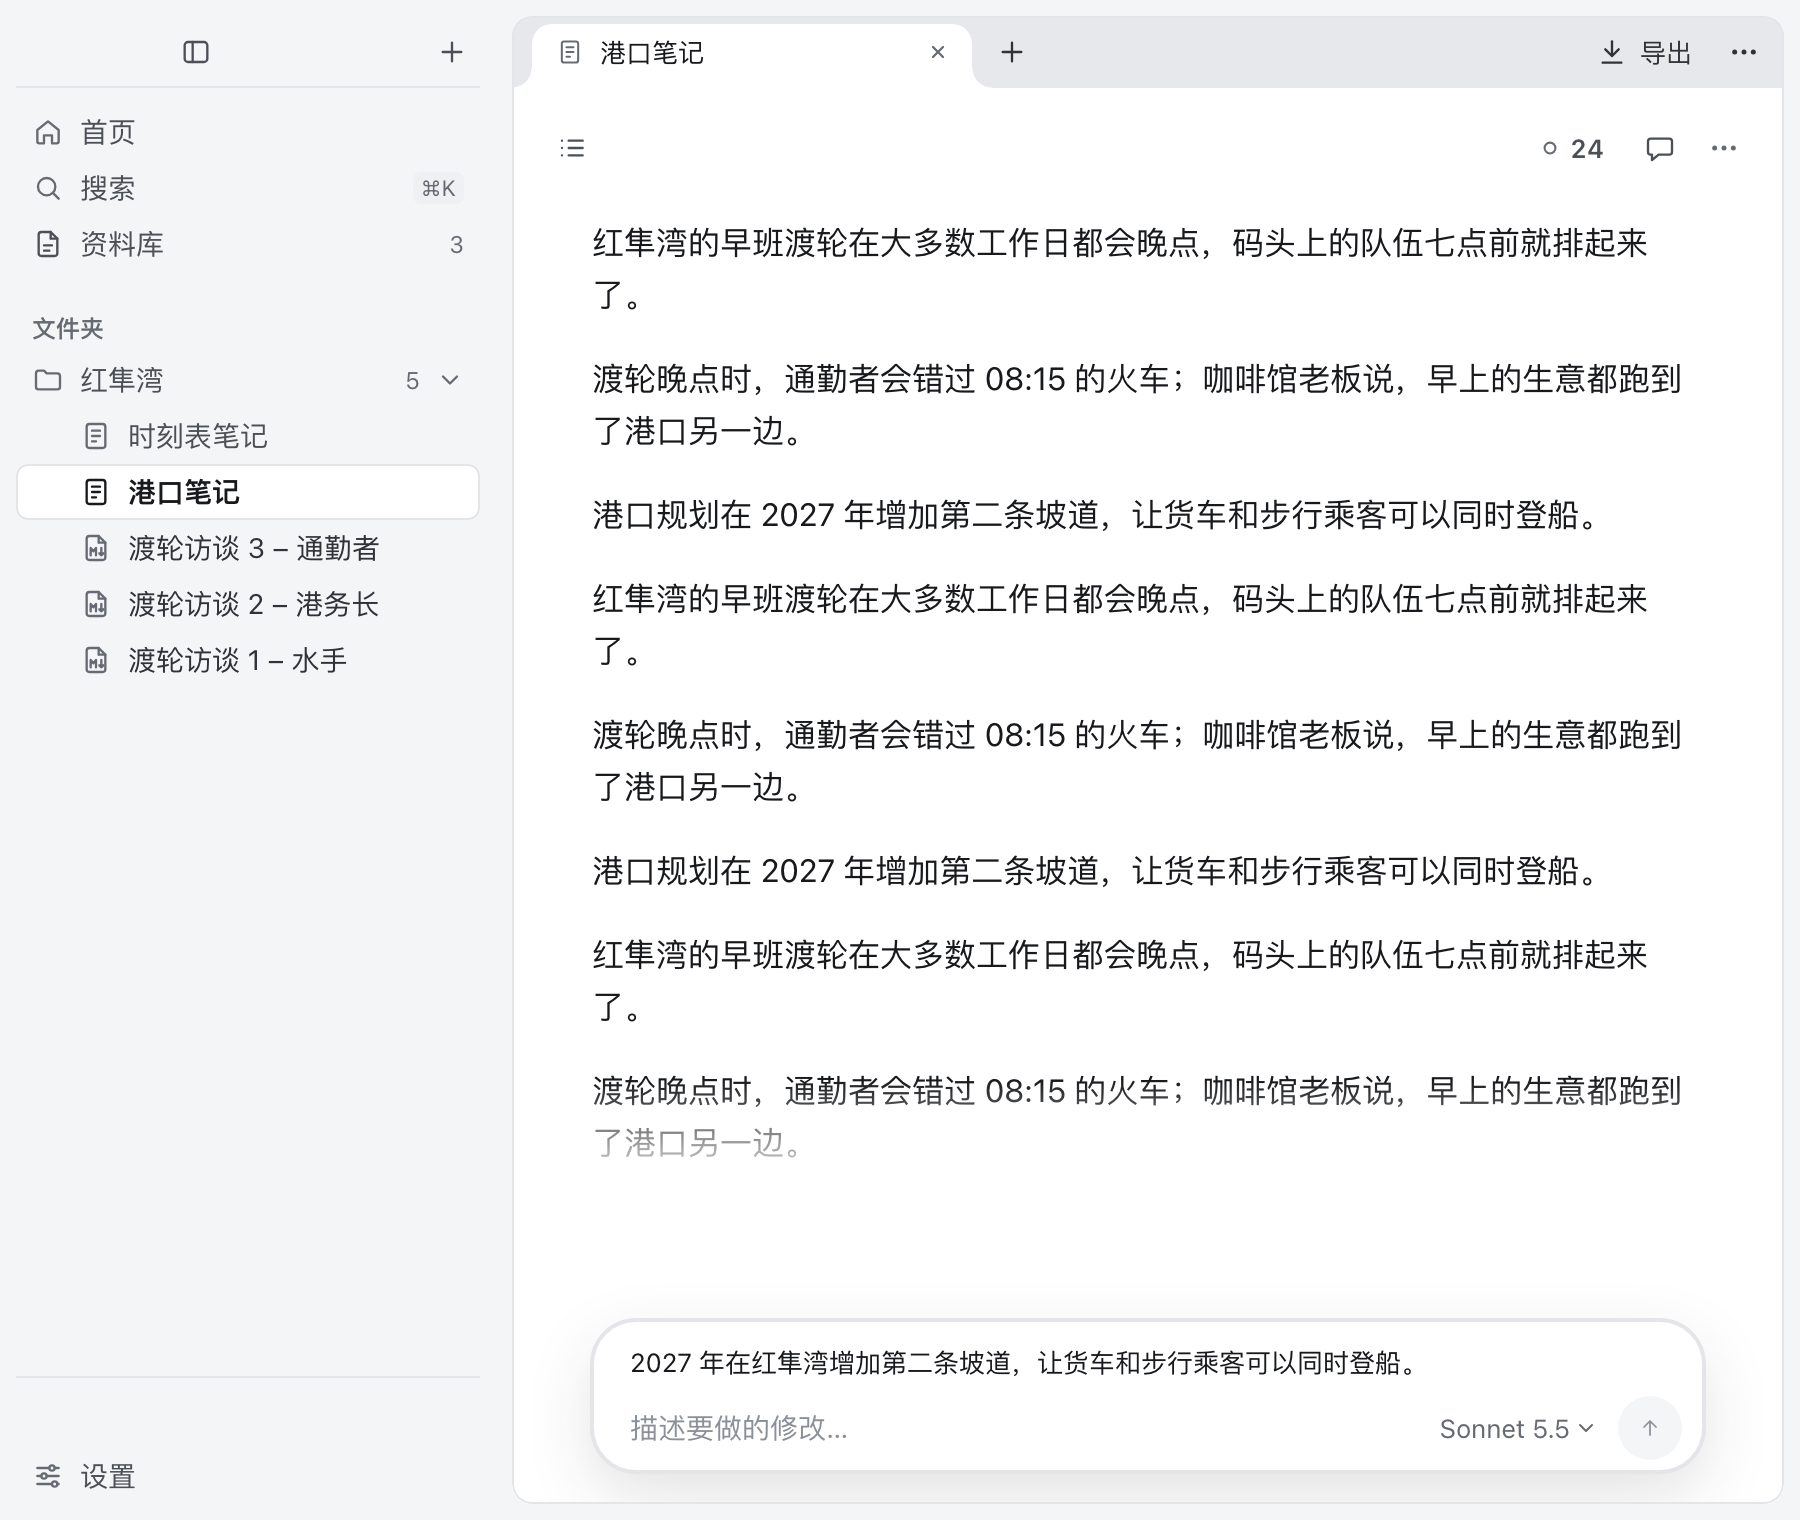 首页
搜索 ⌘K
资料库 3
文件夹
红隼湾 5
时刻表笔记
港口笔记
渡轮访谈 3 – 通勤者
渡轮访谈 2 – 港务长
渡轮访谈 1 – 水手
设置
港口笔记
导出
24
红隼湾的早班渡轮在大多数工作日都会晚点，码头上的队伍七点前就排起来
了。
渡轮晚点时，通勤者会错过 08:15 的火车；咖啡馆老板说，早上的生意都跑到
了港口另一边。
港口规划在 2027 年增加第二条坡道，让货车和步行乘客可以同时登船。
红隼湾的早班渡轮在大多数工作日都会晚点，码头上的队伍七点前就排起来
了。
渡轮晚点时，通勤者会错过 08:15 的火车；咖啡馆老板说，早上的生意都跑到
了港口另一边。
港口规划在 2027 年增加第二条坡道，让货车和步行乘客可以同时登船。
红隼湾的早班渡轮在大多数工作日都会晚点，码头上的队伍七点前就排起来
了。
渡轮晚点时，通勤者会错过 08:15 的火车；咖啡馆老板说，早上的生意都跑到
了港口另一边。
2027 年在红隼湾增加第二条坡道，让货车和步行乘客可以同时登船。
描述要做的修改...
Sonnet 5.5